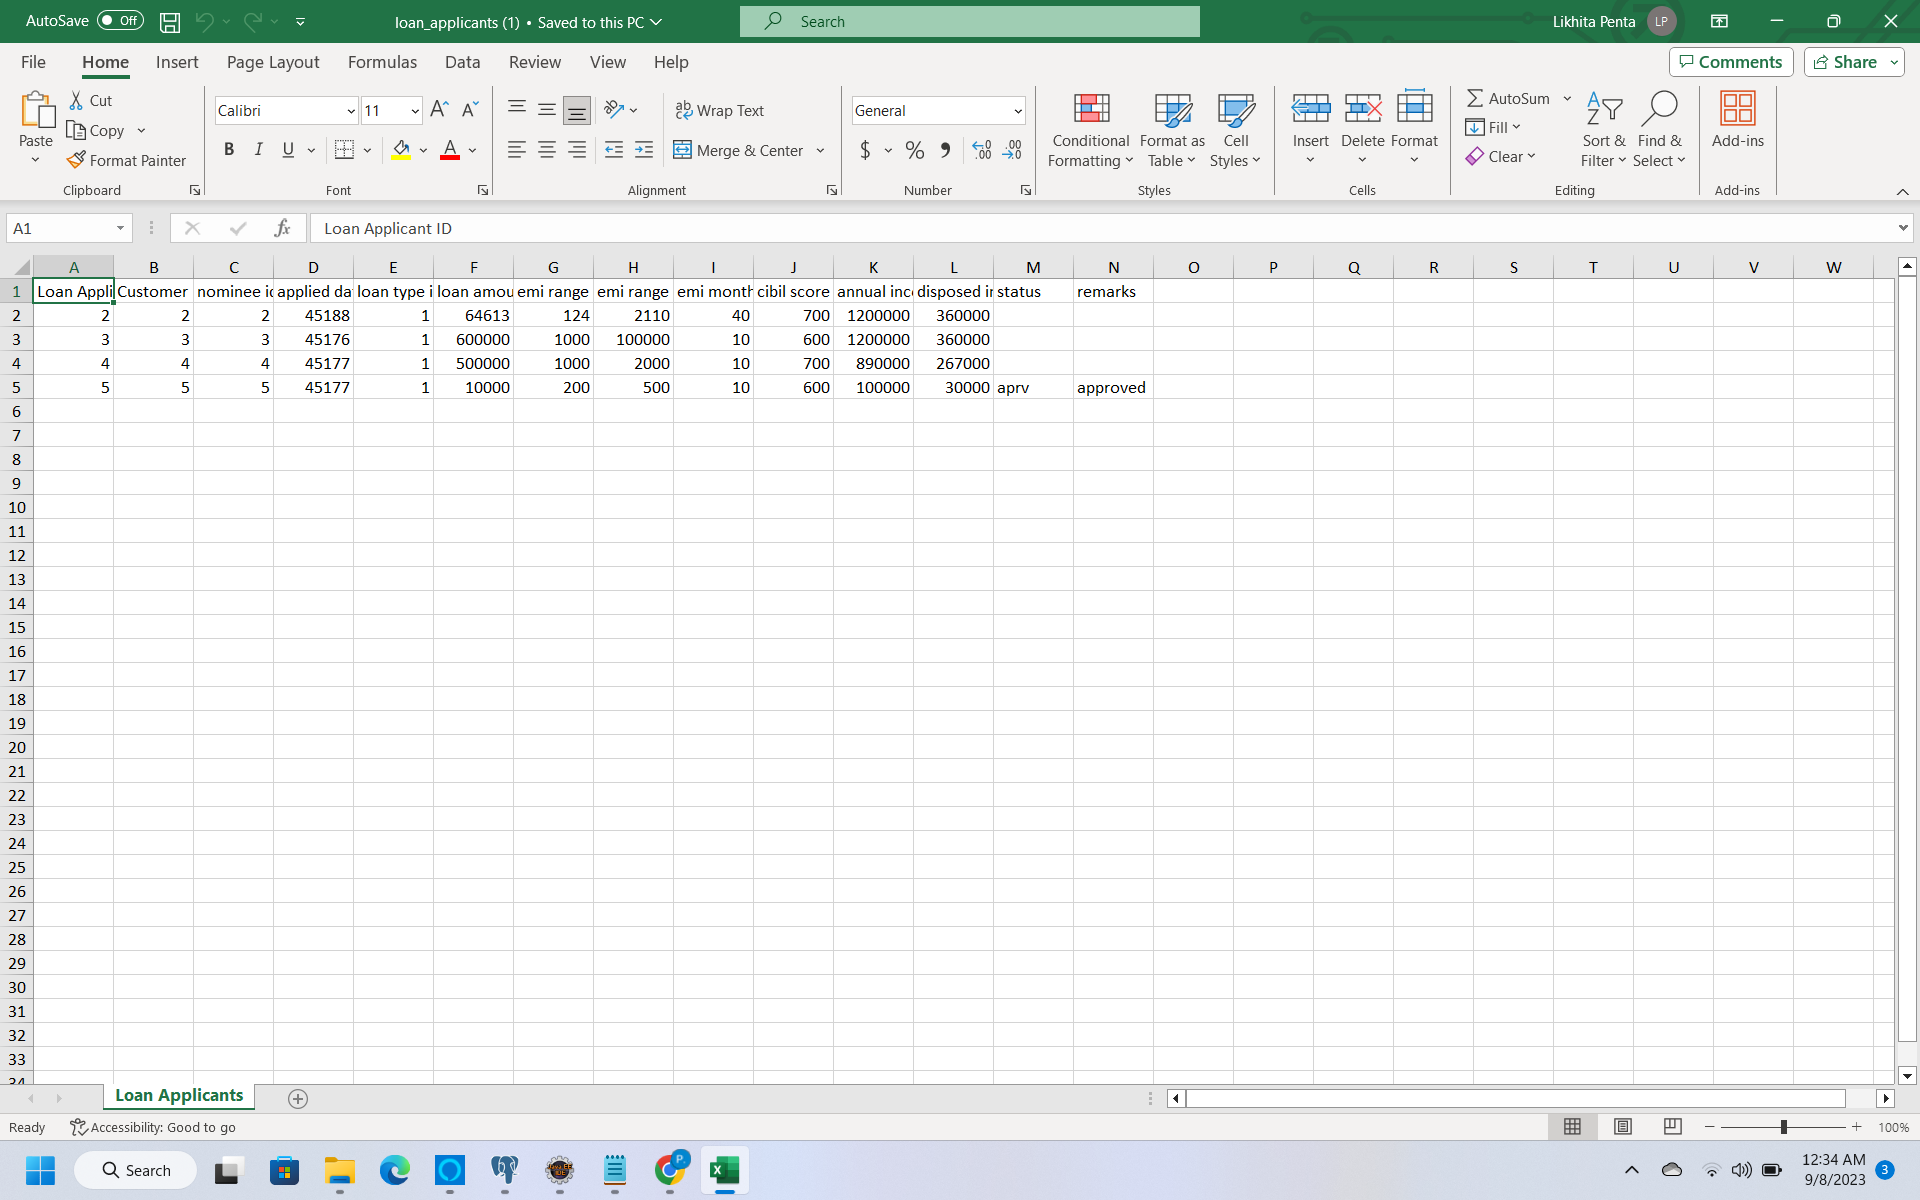 AutoSave Off loan_applicants (1) • Saved to this PC Search Likhita Penta LP
File Home Insert Page Layout Formulas Data Review View Help Comments Share
Paste Cut Copy Format Painter Clipboard
Calibri 11 B I U Font
Wrap Text Merge & Center Alignment
General $ % Number
Conditional Formatting Format as Table Cell Styles Styles
Insert Delete Format Cells
AutoSum Fill Clear Sort & Filter Find & Select Editing
Add-ins Add-ins
A1 fx Loan Applicant ID
A B C D E F G H I J K L M N O P Q R S T U V W
1 Loan Appli Customer nominee id applied da loan type i loan amou emi range emi range emi month cibil score annual inc disposed in status remarks
2 2 2 2 45188 1 64613 124 2110 40 700 1200000 360000
3 3 3 3 45176 1 600000 1000 100000 10 600 1200000 360000
4 4 4 4 45177 1 500000 1000 2000 10 700 890000 267000
5 5 5 5 45177 1 10000 200 500 10 600 100000 30000 aprv approved
6
7
8
9
10
11
12
13
14
15
16
17
18
19
20
21
22
23
24
25
26
27
28
29
30
31
32
33
34
Loan Applicants
Ready Accessibility: Good to go 100%
Search 12:34 AM
9/8/2023 3